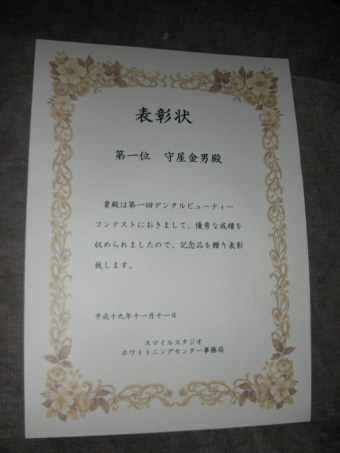 表彰状
第一位 守屋金男殿
貴殿は第一回デンタルビューティー
コンテストにおきまして、優秀な成績を
収められましたので、記念品を贈り表彰
致します。
平成十九年十一月十一日
スマイルスタジオ
ホワイトニングセンター事務局